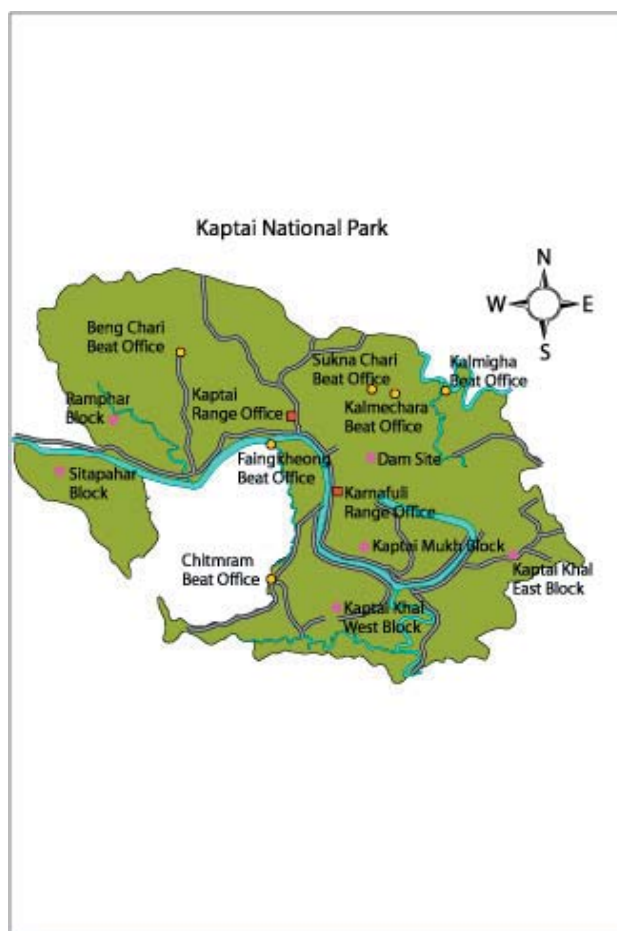 Kaptai National Park
N
W E
S
Beng Chari
Beat Office
Sukna Chari
Beat Office
Kalmigha
Beat Office
Ramphar
Block
Kaptai
Range Office
Kalmechara
Beat Office
Faingkheong
Beat Office
Dam Site
Sitapahar
Block
Karnafuli
Range Office
Kaptai Mukh Block
Kaptai Khal
East Block
Chitmram
Beat Office
Kaptai Khal
West Block